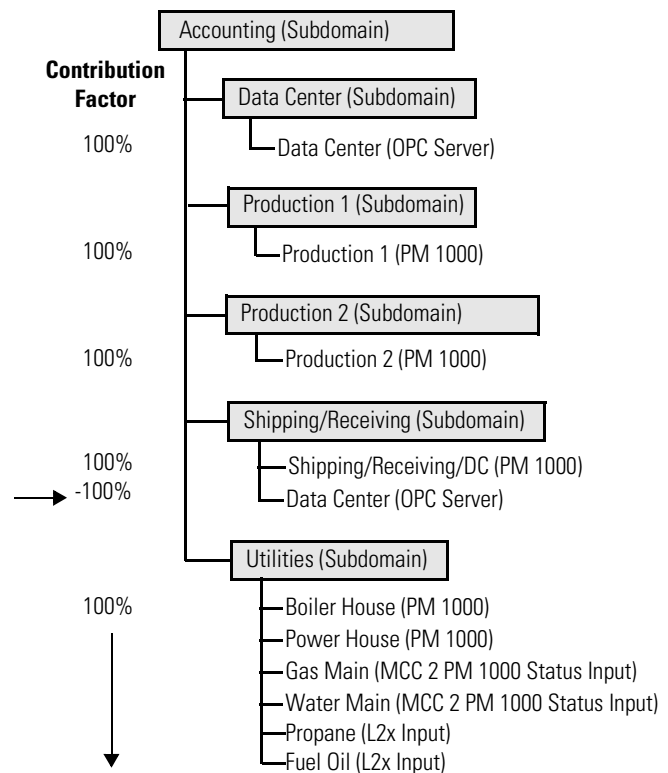 Accounting (Subdomain)
Contribution
Factor
Data Center (Subdomain)
100%
Data Center (OPC Server)
Production 1 (Subdomain)
100%
Production 1 (PM 1000)
Production 2 (Subdomain)
100%
Production 2 (PM 1000)
Shipping/Receiving (Subdomain)
100%
Shipping/Receiving/DC (PM 1000)
-100%
Data Center (OPC Server)
Utilities (Subdomain)
100%
Boiler House (PM 1000)
Power House (PM 1000)
Gas Main (MCC 2 PM 1000 Status Input)
Water Main (MCC 2 PM 1000 Status Input)
Propane (L2x Input)
Fuel Oil (L2x Input)